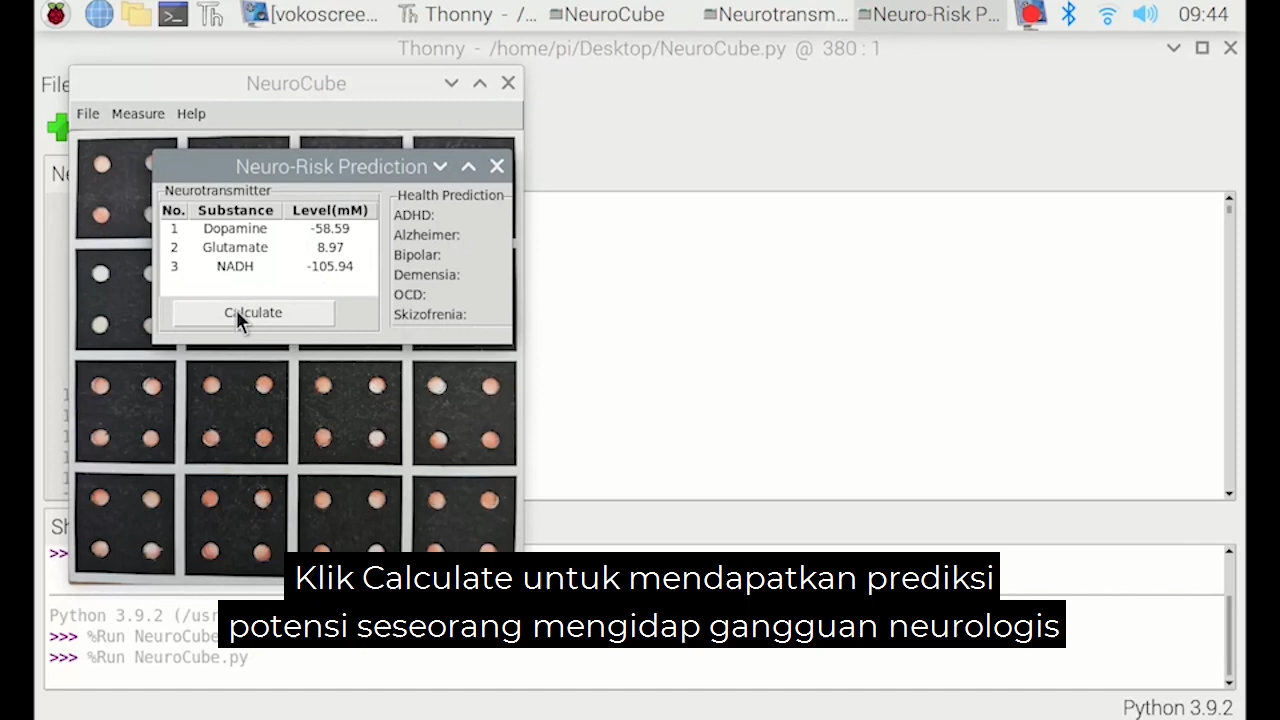 [vokoscree...
Thonny - /...
NeuroCube
Neurotransm...
Neuro-Risk P...
09:44
Thonny - /home/pi/Desktop/NeuroCube.py @ 380 : 1
File
NeuroCube
File Measure Help
Neuro-Risk Prediction
Neurotransmitter
No. Substance Level(mM)
1 Dopamine -58.59
2 Glutamate 8.97
3 NADH -105.94
Calculate
Health Prediction
ADHD:
Alzheimer:
Bipolar:
Demensia:
OCD:
Skizofrenia:
>>>
Python 3.9.2 (/usr
>>> %Run NeuroCube
>>> %Run NeuroCube.py
Klik Calculate untuk mendapatkan prediksi
potensi seseorang mengidap gangguan neurologis
Python 3.9.2